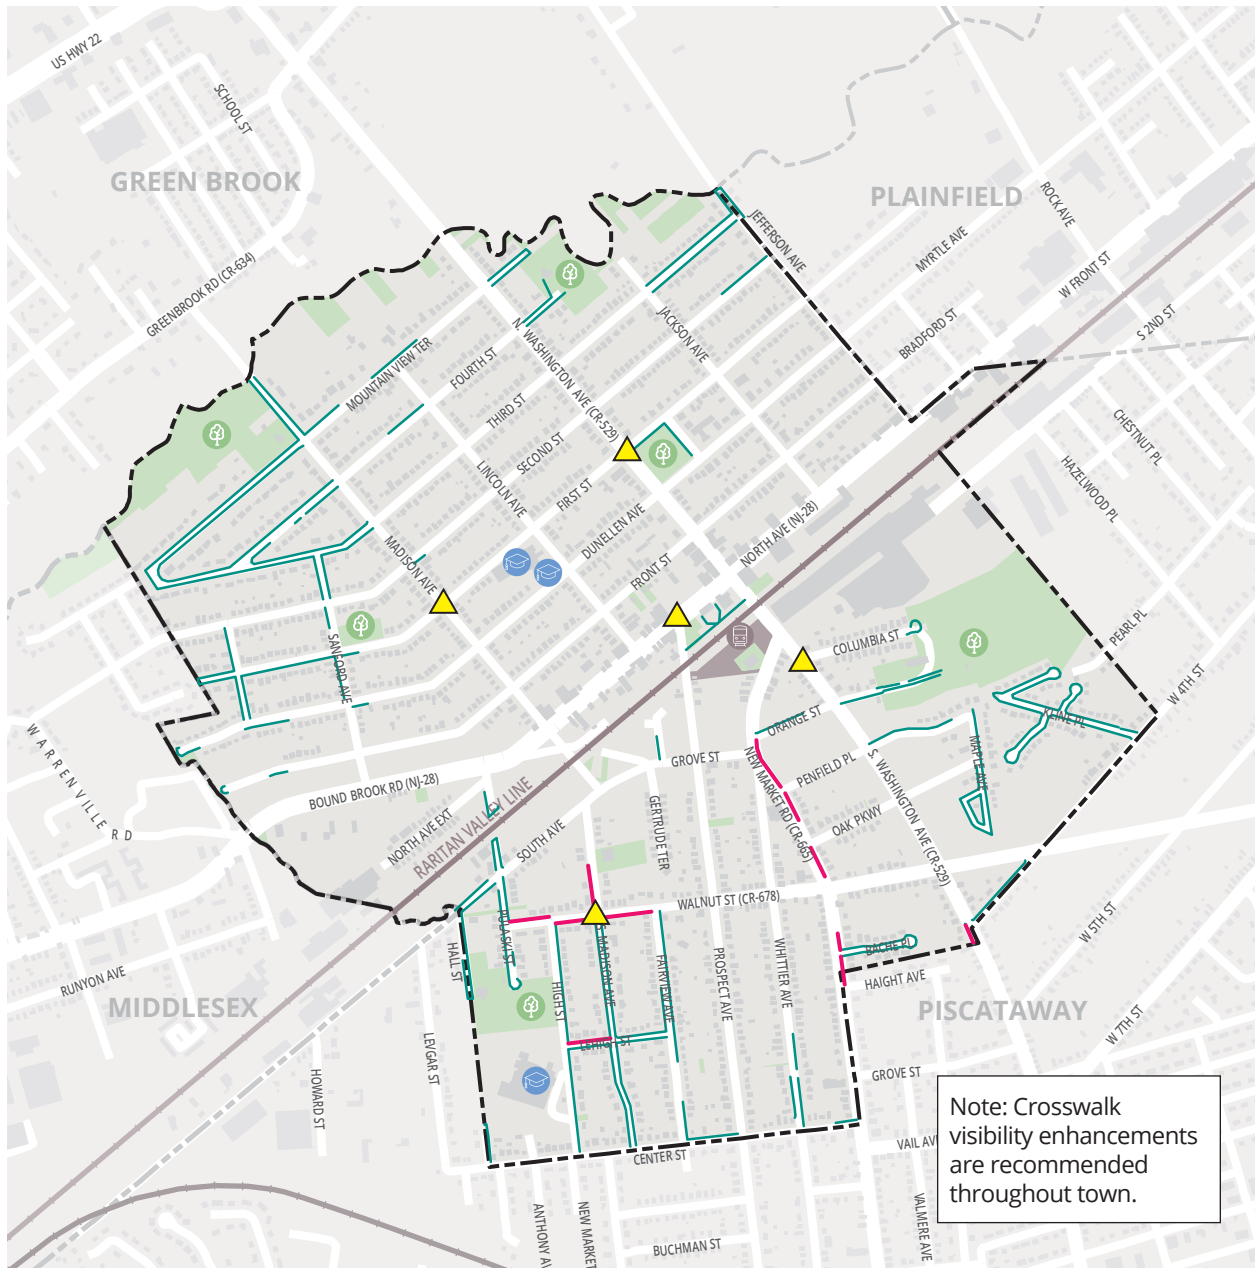 US HWY 22
SCHOOL ST
GREEN BROOK
GREENBROOK RD (CR-634)
PLAINFIELD
ROCK AVE
JEFFERSON AVE
MYRTLE AVE
W FRONT ST
BRADFORD ST
S 2ND ST
JACKSON AVE
N. WASHINGTON AVE (CR-529)
MOUNTAIN VIEW TER
FOURTH ST
THIRD ST
SECOND ST
FIRST ST
LINCOLN AVE
DUNELLEN AVE
FRONT ST
NORTH AVE (NJ-28)
CHESTNUT PL
HAZELWOOD PL
MADISON AVE
SANFORD AVE
COLUMBIA ST
PEARL PL
W 4TH ST
KLINE PL
ORANGE ST
MAPLE AVE
WARRENVILLE RD
BOUND BROOK RD (NJ-28)
NORTH AVE EXT
RARITAN VALLEY LINE
SOUTH AVE
GROVE ST
GERTRUDE TER
NEW MARKET RD (CR-665)
PENFIELD PL
OAK PKWY
S. WASHINGTON AVE (CR-529)
WALNUT ST (CR-678)
PULASKI ST
HALL ST
HIGH ST
S. MADISON AVE
FAIRVIEW AVE
PROSPECT AVE
WHITTIER AVE
BACHE PL
HAIGHT AVE
W 5TH ST
W 7TH ST
RUNYON AVE
MIDDLESEX
PISCATAWAY
LEHIGH ST
LEVGAR ST
HOWARD ST
GROVE ST
VAIL AVE
VALMERE AVE
CENTER ST
ANTHONY AV
NEW MARKET
BUCHMAN ST
Note: Crosswalk
visibility enhancements
are recommended
throughout town.